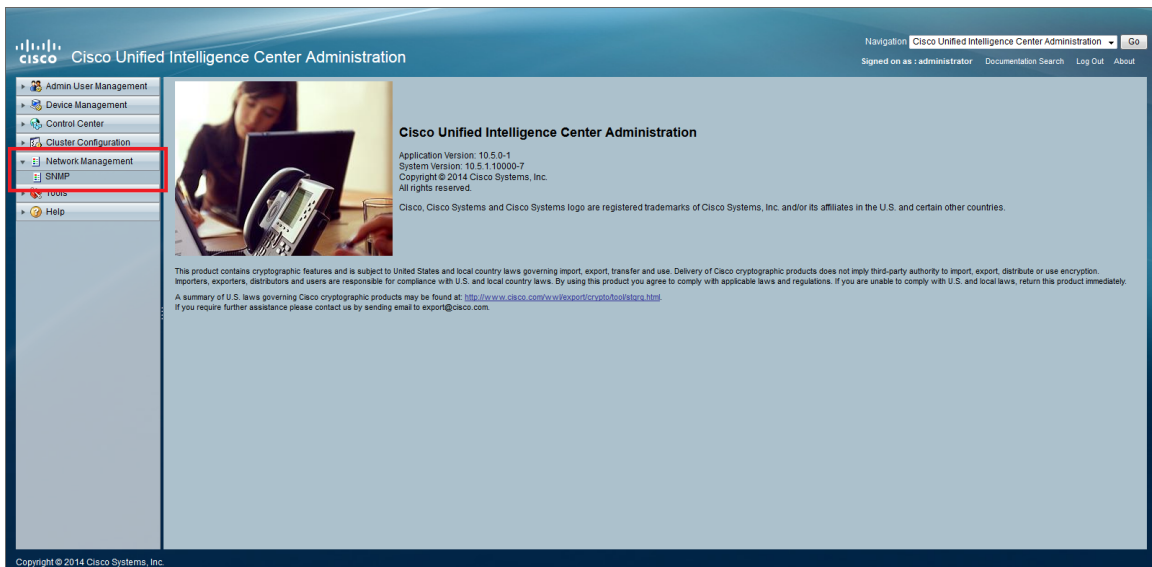 Navigation Cisco Unified Intelligence Center Administration Go
CISCO Cisco Unified Intelligence Center Administration
Signed on as : administrator Documentation Search Log Out About
Admin User Management
Device Management
Control Center
Cluster Configuration
Network Management
SNMP
Tools
Help
Cisco Unified Intelligence Center Administration
Application Version: 10.5.0-1
System Version: 10.5.1.10000-7
Copyright © 2014 Cisco Systems, Inc.
All rights reserved.
Cisco, Cisco Systems and Cisco Systems logo are registered trademarks of Cisco Systems, Inc. and/or its affiliates in the U.S. and certain other countries.
This product contains cryptographic features and is subject to United States and local country laws governing import, export, transfer and use. Delivery of Cisco cryptographic products does not imply third-party authority to import, export, distribute or use encryption.
Importers, exporters, distributors and users are responsible for compliance with U.S. and local country laws. By using this product you agree to comply with applicable laws and regulations. If you are unable to comply with U.S. and local laws, return this product immediately.
A summary of U.S. laws governing Cisco cryptographic products may be found at: http://www.cisco.com/wwl/export/crypto/tool/stqrg.html.
If you require further assistance please contact us by sending email to export@cisco.com.
Copyright © 2014 Cisco Systems, Inc.